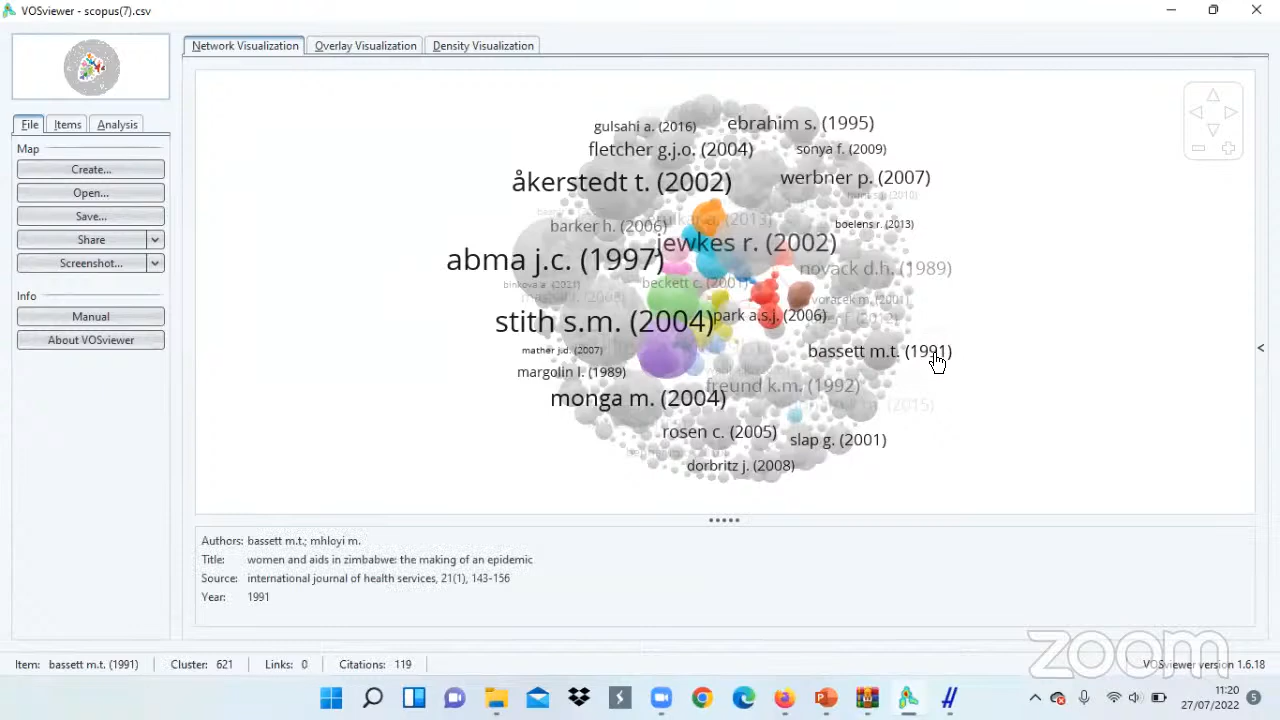 VOSviewer - scopus(7).csv
Network Visualization
Overlay Visualization
Density Visualization
File
Items
Analysis
Map
Create...
Open...
Save...
Share
Screenshot...
Info
Manual
About VOSviewer
gulsahi a. (2016)
ebrahim s. (1995)
fletcher g.j.o. (2004)
sonya f. (2009)
åkerstedt t. (2002)
werbner p. (2007)
barker h. (2006)
boelens r. (2013)
jewkes r. (2002)
abma j.c. (1997)
novack d.h. (1989)
beckett c. (2001)
voracek m. (2001)
stith s.m. (2004)
park a.s.j. (2006)
mather j.d. (2007)
bassett m.t. (1991)
margolin l. (1989)
freund k.m. (1992)
monga m. (2004)
rosen c. (2005)
slap g. (2001)
dorbritz j. (2008)
<
Authors: bassett m.t.; mhloyi m.
Title: women and aids in zimbabwe: the making of an epidemic
Source: international journal of health services, 21(1), 143-156
Year: 1991
zoom
Item: bassett m.t. (1991)
Cluster: 621
Links: 0
Citations: 119
VOSviewer version 1.6.18
11:20
27/07/2022
5